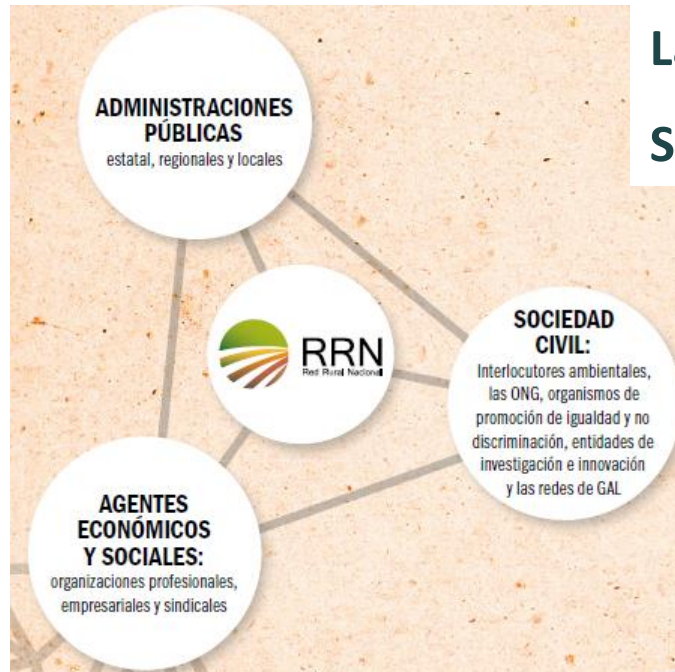 ADMINISTRACIONES
PÚBLICAS
estatal, regionales y locales
RRN
Red Rural Nacional
SOCIEDAD
CIVIL:
Interlocutores ambientales,
las ONG, organismos de
promoción de igualdad y no
discriminación, entidades de
investigación e innovación
y las redes de GAL
AGENTES
ECONÓMICOS
Y SOCIALES:
organizaciones profesionales,
empresariales y sindicales